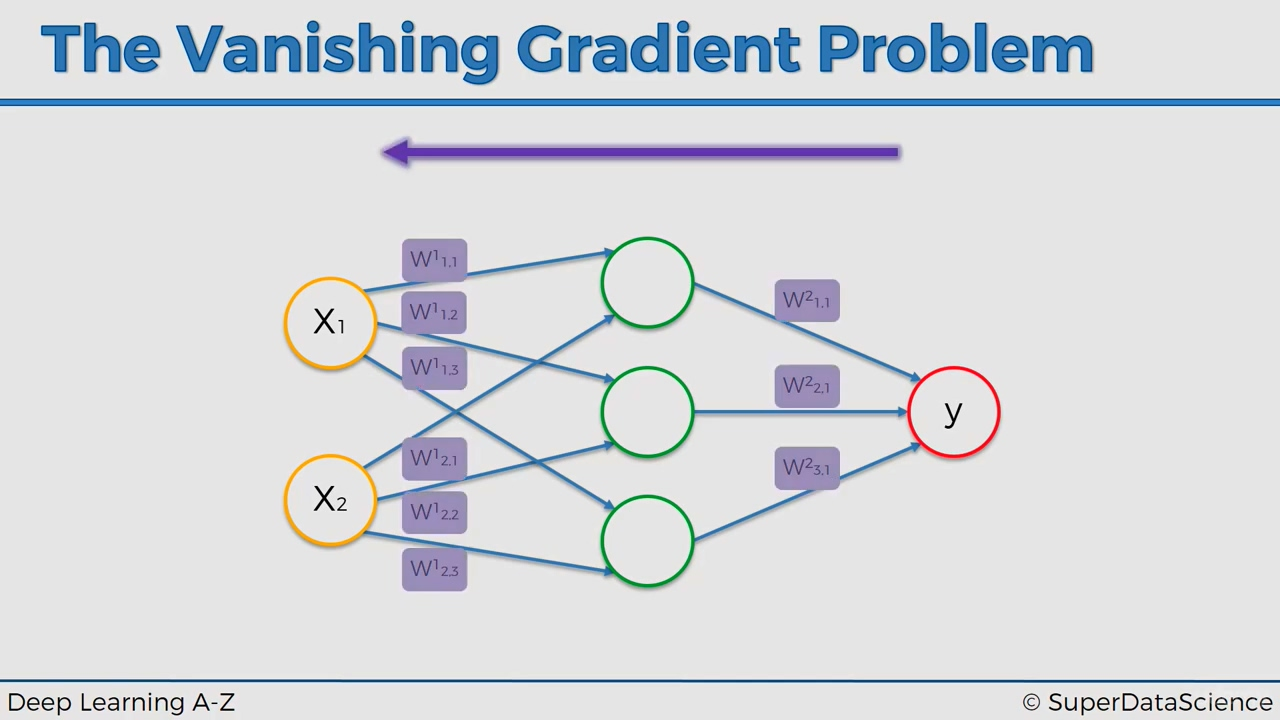 The Vanishing Gradient Problem
W¹1,1
W¹1,2
W¹1,3
X1
W²1,1
W²2,1
y
W²3,1
X2
W¹2,1
W¹2,2
W¹2,3
Deep Learning A-Z
© SuperDataScience